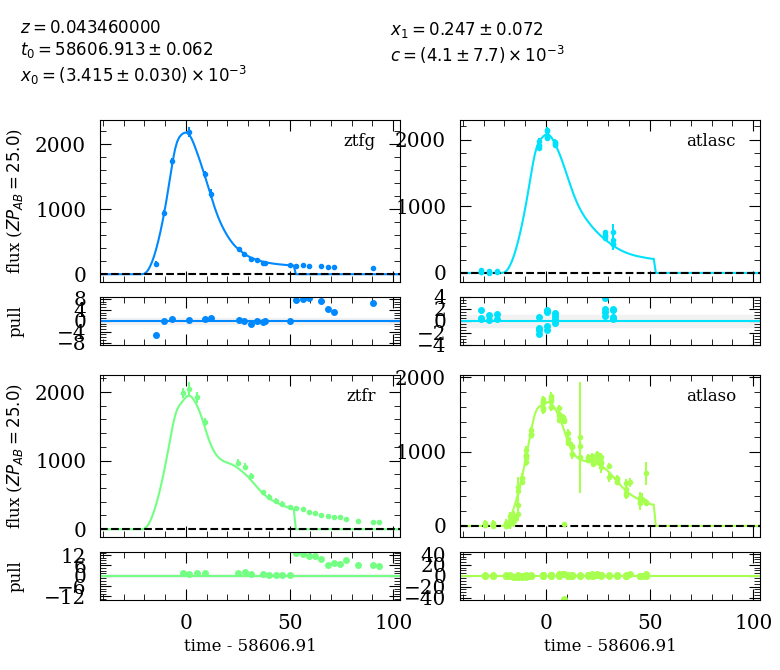 z = 0.043460000
t₀ = 58606.913 ± 0.062
x₀ = (3.415 ± 0.030) × 10⁻³
x₁ = 0.247 ± 0.072
c = (4.1 ± 7.7) × 10⁻³
flux (ZP_AB = 25.0)
2000
1000
0
ztfg
2000
1000
0
atlasc
pull
8
4
0
−4
−8
4
2
0
−2
−4
flux (ZP_AB = 25.0)
2000
1000
0
ztfr
2000
1000
0
atlaso
pull
12
6
0
−6
−12
40
20
0
−20
−40
0 50 100
0 50 100
time - 58606.91
time - 58606.91